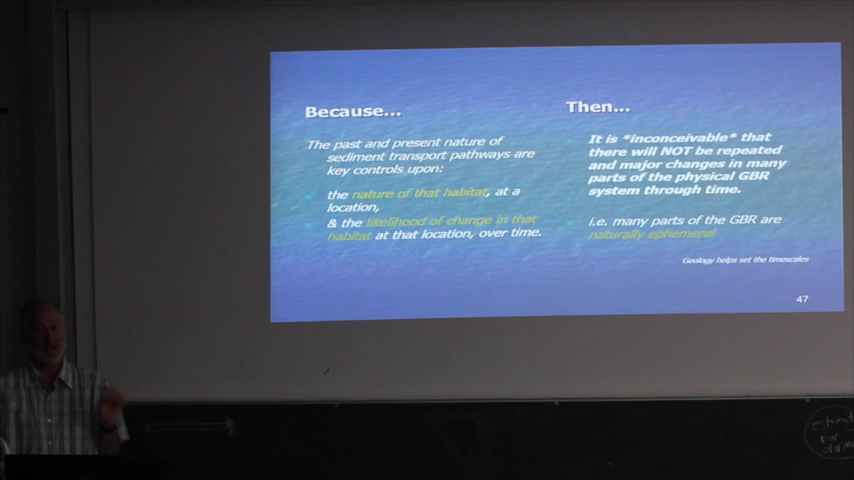 Because...
The past and present nature of
sediment transport pathways are
key controls upon:
the nature of that habitat, at a
location,
& the likelihood of change in that
habitat at that location, over time.
Then...
It is *inconceivable* that
there will NOT be repeated
and major changes in many
parts of the physical GBR
system through time.
i.e. many parts of the GBR are
naturally ephemeral
Geology helps set the timescales
47